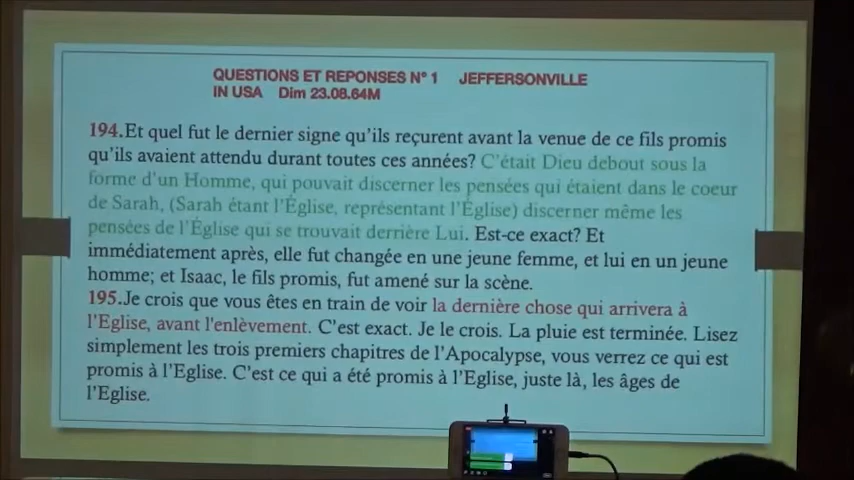 QUESTIONS ET REPONSES N° 1 JEFFERSONVILLE
IN USA Dim 23.08.64M
194.Et quel fut le dernier signe qu'ils reçurent avant la venue de ce fils promis
qu'ils avaient attendu durant toutes ces années? C'était Dieu debout sous la
forme d'un Homme, qui pouvait discerner les pensées qui étaient dans le coeur
de Sarah, (Sarah étant l'Église, représentant l'Église) discerner même les
pensées de l'Église qui se trouvait derrière Lui. Est-ce exact? Et
immédiatement après, elle fut changée en une jeune femme, et lui en un jeune
homme; et Isaac, le fils promis, fut amené sur la scène.
195.Je crois que vous êtes en train de voir la dernière chose qui arrivera à
l'Eglise, avant l'enlèvement. C'est exact. Je le crois. La pluie est terminée. Lisez
simplement les trois premiers chapitres de l'Apocalypse, vous verrez ce qui est
promis à l'Eglise. C'est ce qui a été promis à l'Eglise, juste là, les âges de
l'Eglise.